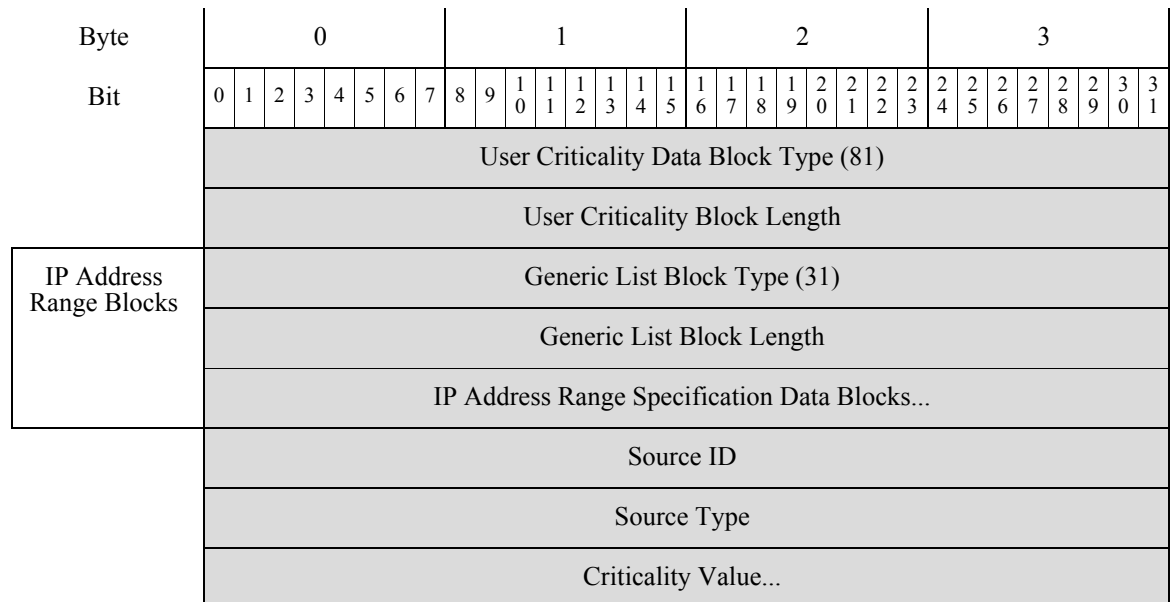 Byte 0 1 2 3
Bit 0 1 2 3 4 5 6 7 8 9 10 11 12 13 14 15 16 17 18 19 20 21 22 23 24 25 26 27 28 29 30 31
User Criticality Data Block Type (81)
User Criticality Block Length
IP Address
Range Blocks
Generic List Block Type (31)
Generic List Block Length
IP Address Range Specification Data Blocks...
Source ID
Source Type
Criticality Value...